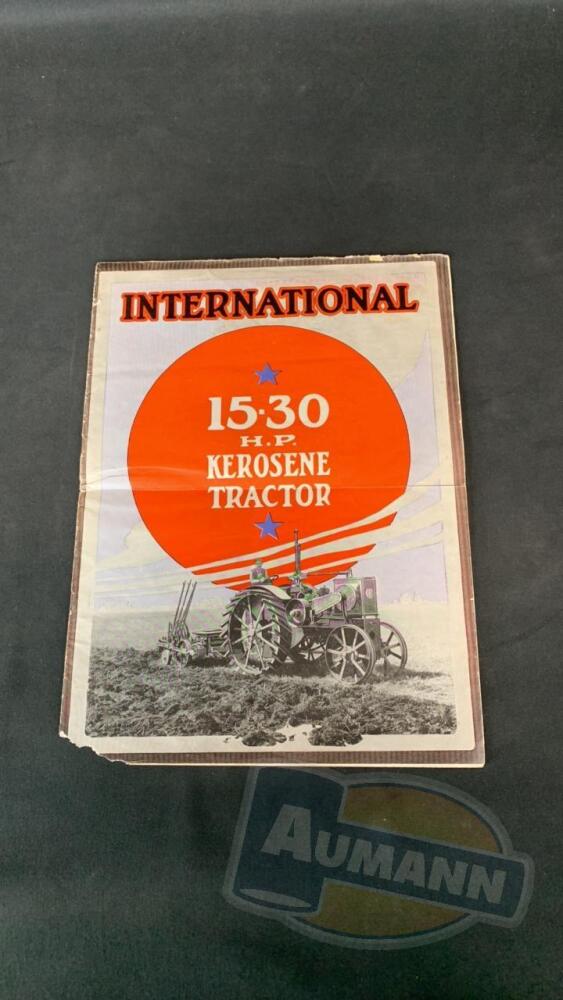 INTERNATIONAL
15-30
H.P.
KEROSENE
TRACTOR
AUMANN